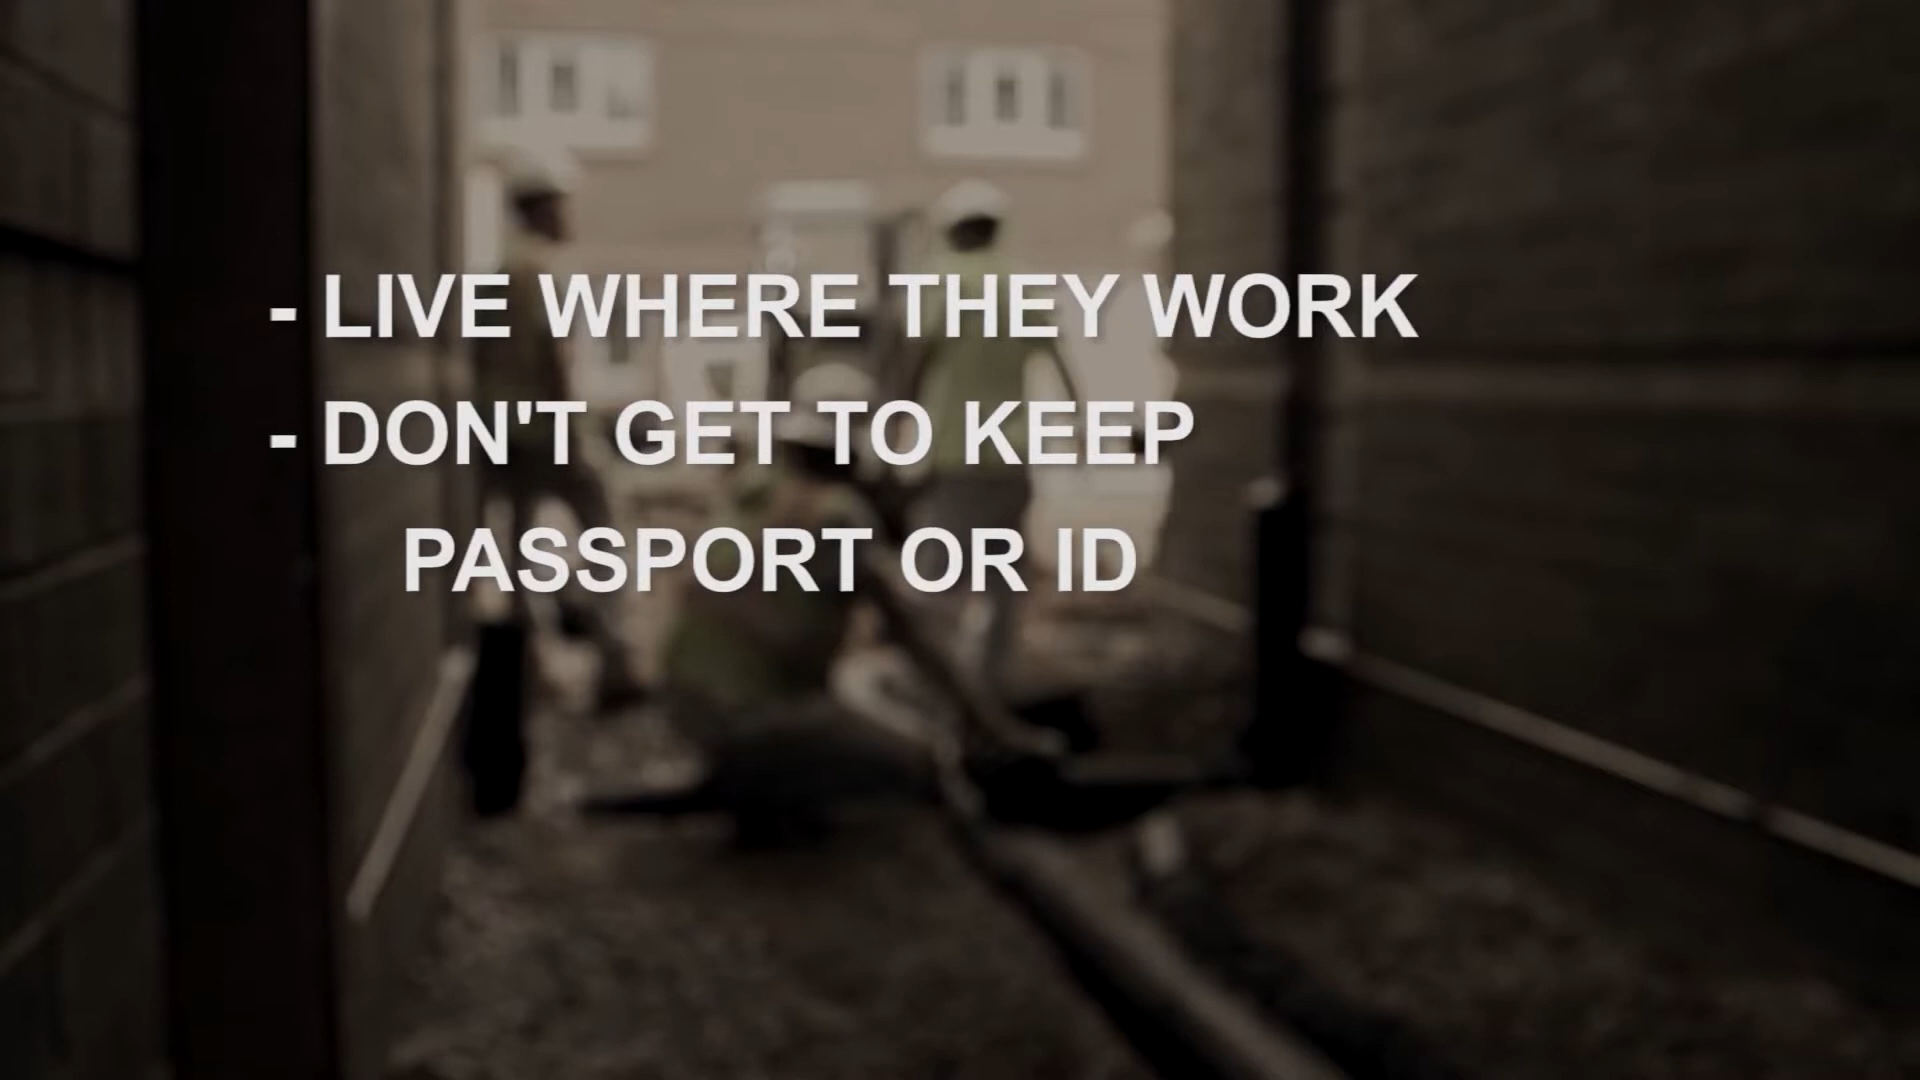 - LIVE WHERE THEY WORK
- DON'T GET TO KEEP
PASSPORT OR ID